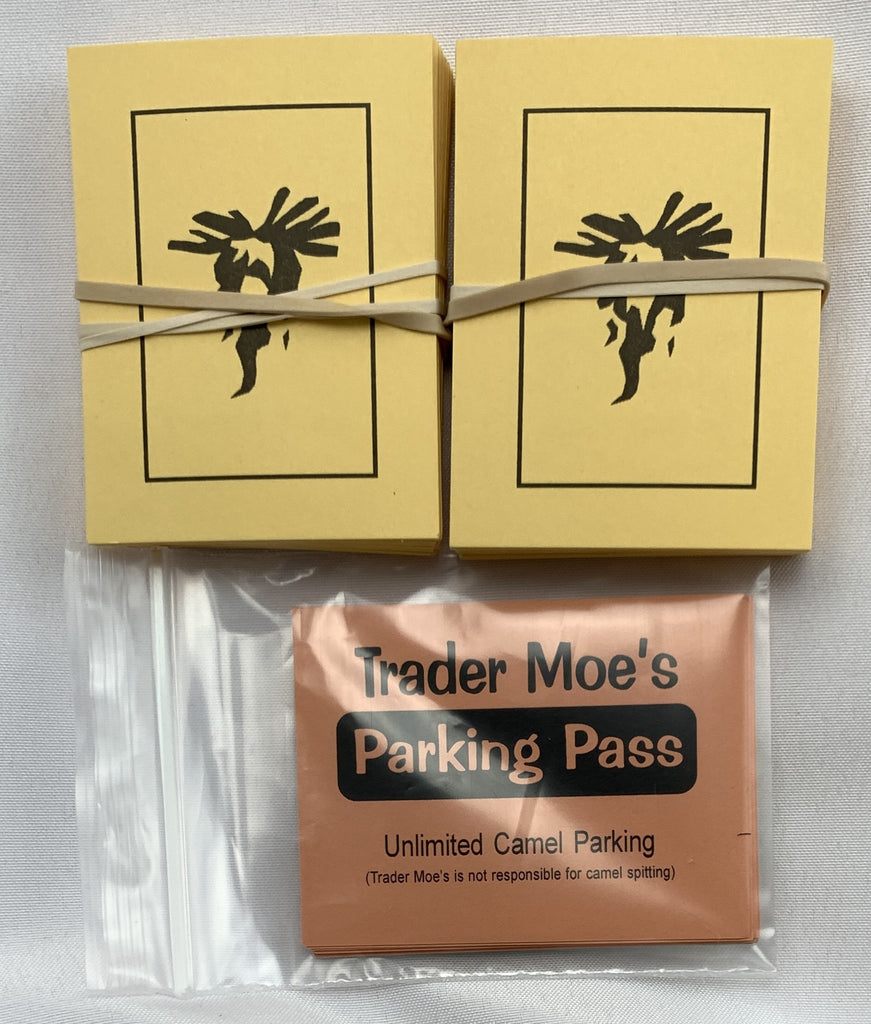 Trader Moe's
Parking Pass
Unlimited Camel Parking
(Trader Moe's is not responsible for camel spitting)